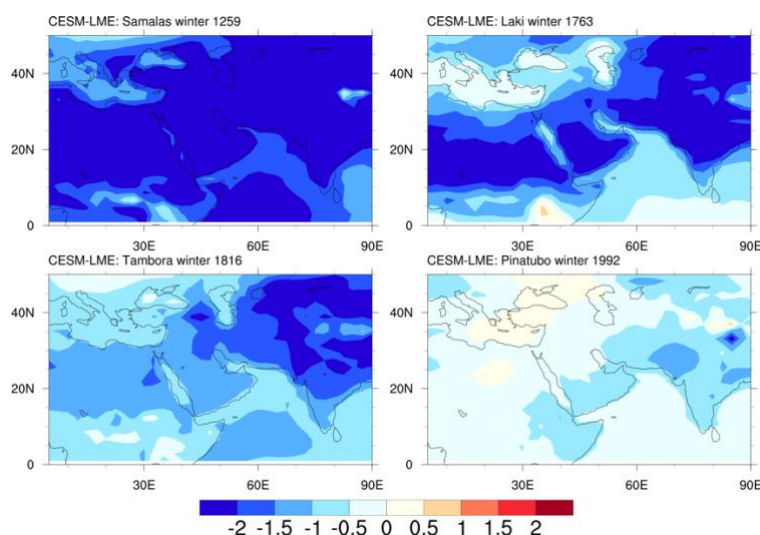 CESM-LME: Samalas winter 1259
CESM-LME: Laki winter 1763
40N
20N
0
30E
60E
90E
40N
20N
0
30E
60E
90E
CESM-LME: Tambora winter 1816
CESM-LME: Pinatubo winter 1992
40N
20N
0
30E
60E
90E
40N
20N
0
30E
60E
90E
-2 -1.5 -1 -0.5 0 0.5 1 1.5 2